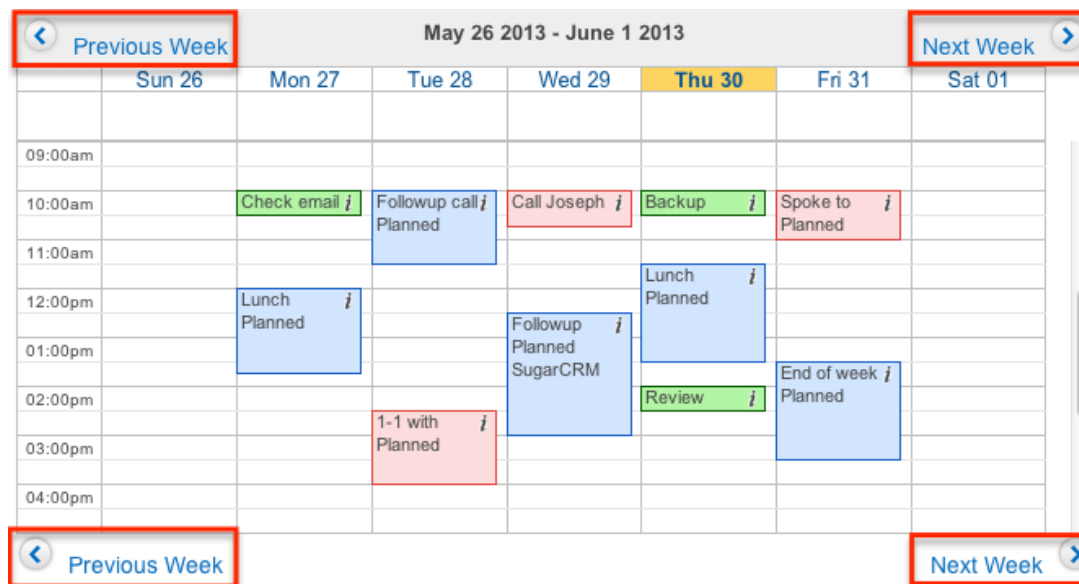 Previous Week
May 26 2013 - June 1 2013
Next Week
Sun 26
Mon 27
Tue 28
Wed 29
Thu 30
Fri 31
Sat 01
09:00am
10:00am
Check email i
Followup call i
Planned
Call Joseph i
Backup i
Spoke to i
Planned
11:00am
Lunch i
Planned
12:00pm
Lunch i
Planned
Followup i
Planned
SugarCRM
01:00pm
End of week i
Planned
02:00pm
Review i
1-1 with i
Planned
03:00pm
04:00pm
Previous Week
Next Week